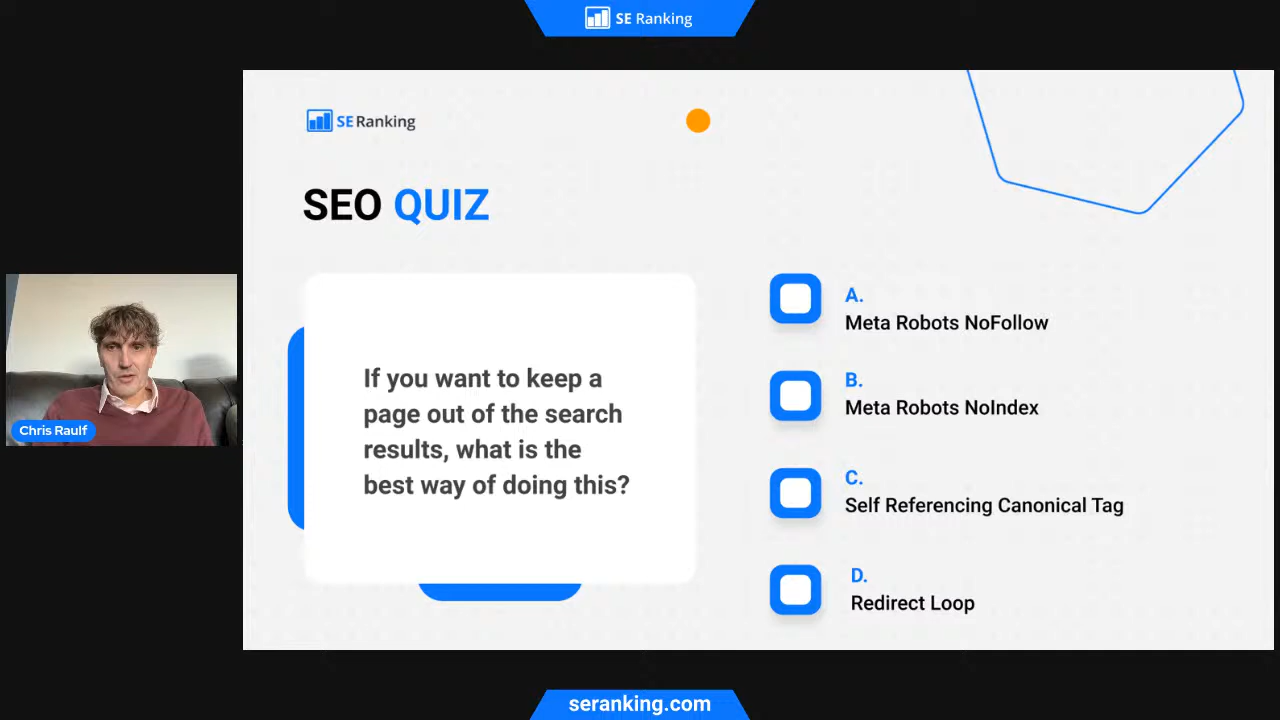 SE Ranking
SE Ranking
SEO QUIZ
If you want to keep a
page out of the search
results, what is the
best way of doing this?
A.
Meta Robots NoFollow
B.
Meta Robots NoIndex
C.
Self Referencing Canonical Tag
D.
Redirect Loop
Chris Raulf
seranking.com